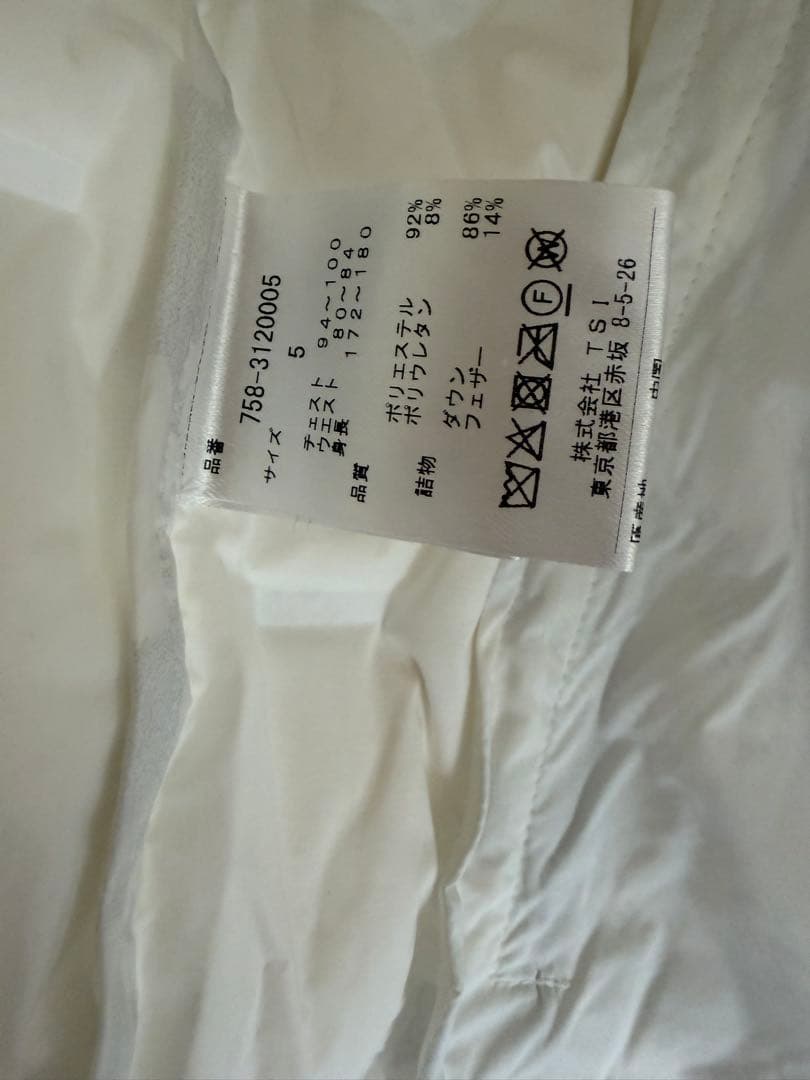 品番
758-3120005
サイズ 5
チェスト 94～100
ウエスト 80～84
身長 172～180
品質
ポリエステル 92%
ポリウレタン 8%
詰物
ダウン 86%
フェザー 14%
F W
株式会社 TSI
東京都港区赤坂 8-5-26